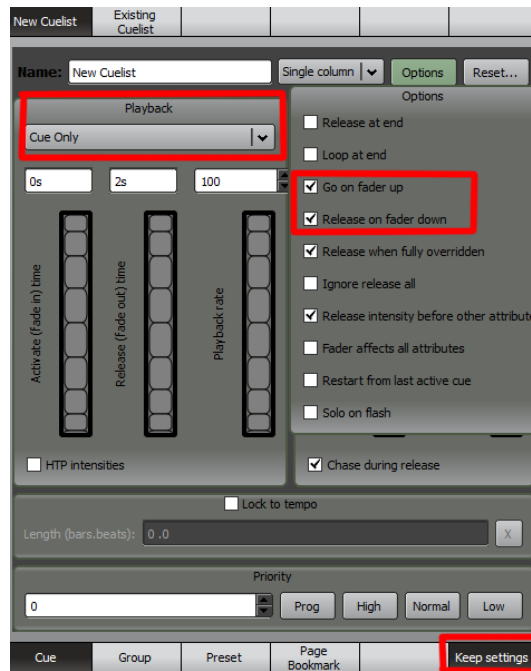 New Cuelist
Existing
Cuelist
Name:
New Cuelist
Single column
Options
Reset...
Playback
Cue Only
0s
2s
100
Activate (fade in) time
Release (fade out) time
Playback rate
HTP intensities
Options
Release at end
Loop at end
Go on fader up
Release on fader down
Release when fully overridden
Ignore release all
Release intensity before other attribute
Fader affects all attributes
Restart from last active cue
Solo on flash
Chase during release
Lock to tempo
Length (bars.beats):
0 .0
X
Priority
0
Prog
High
Normal
Low
Cue
Group
Preset
Page
Bookmark
Keep settings